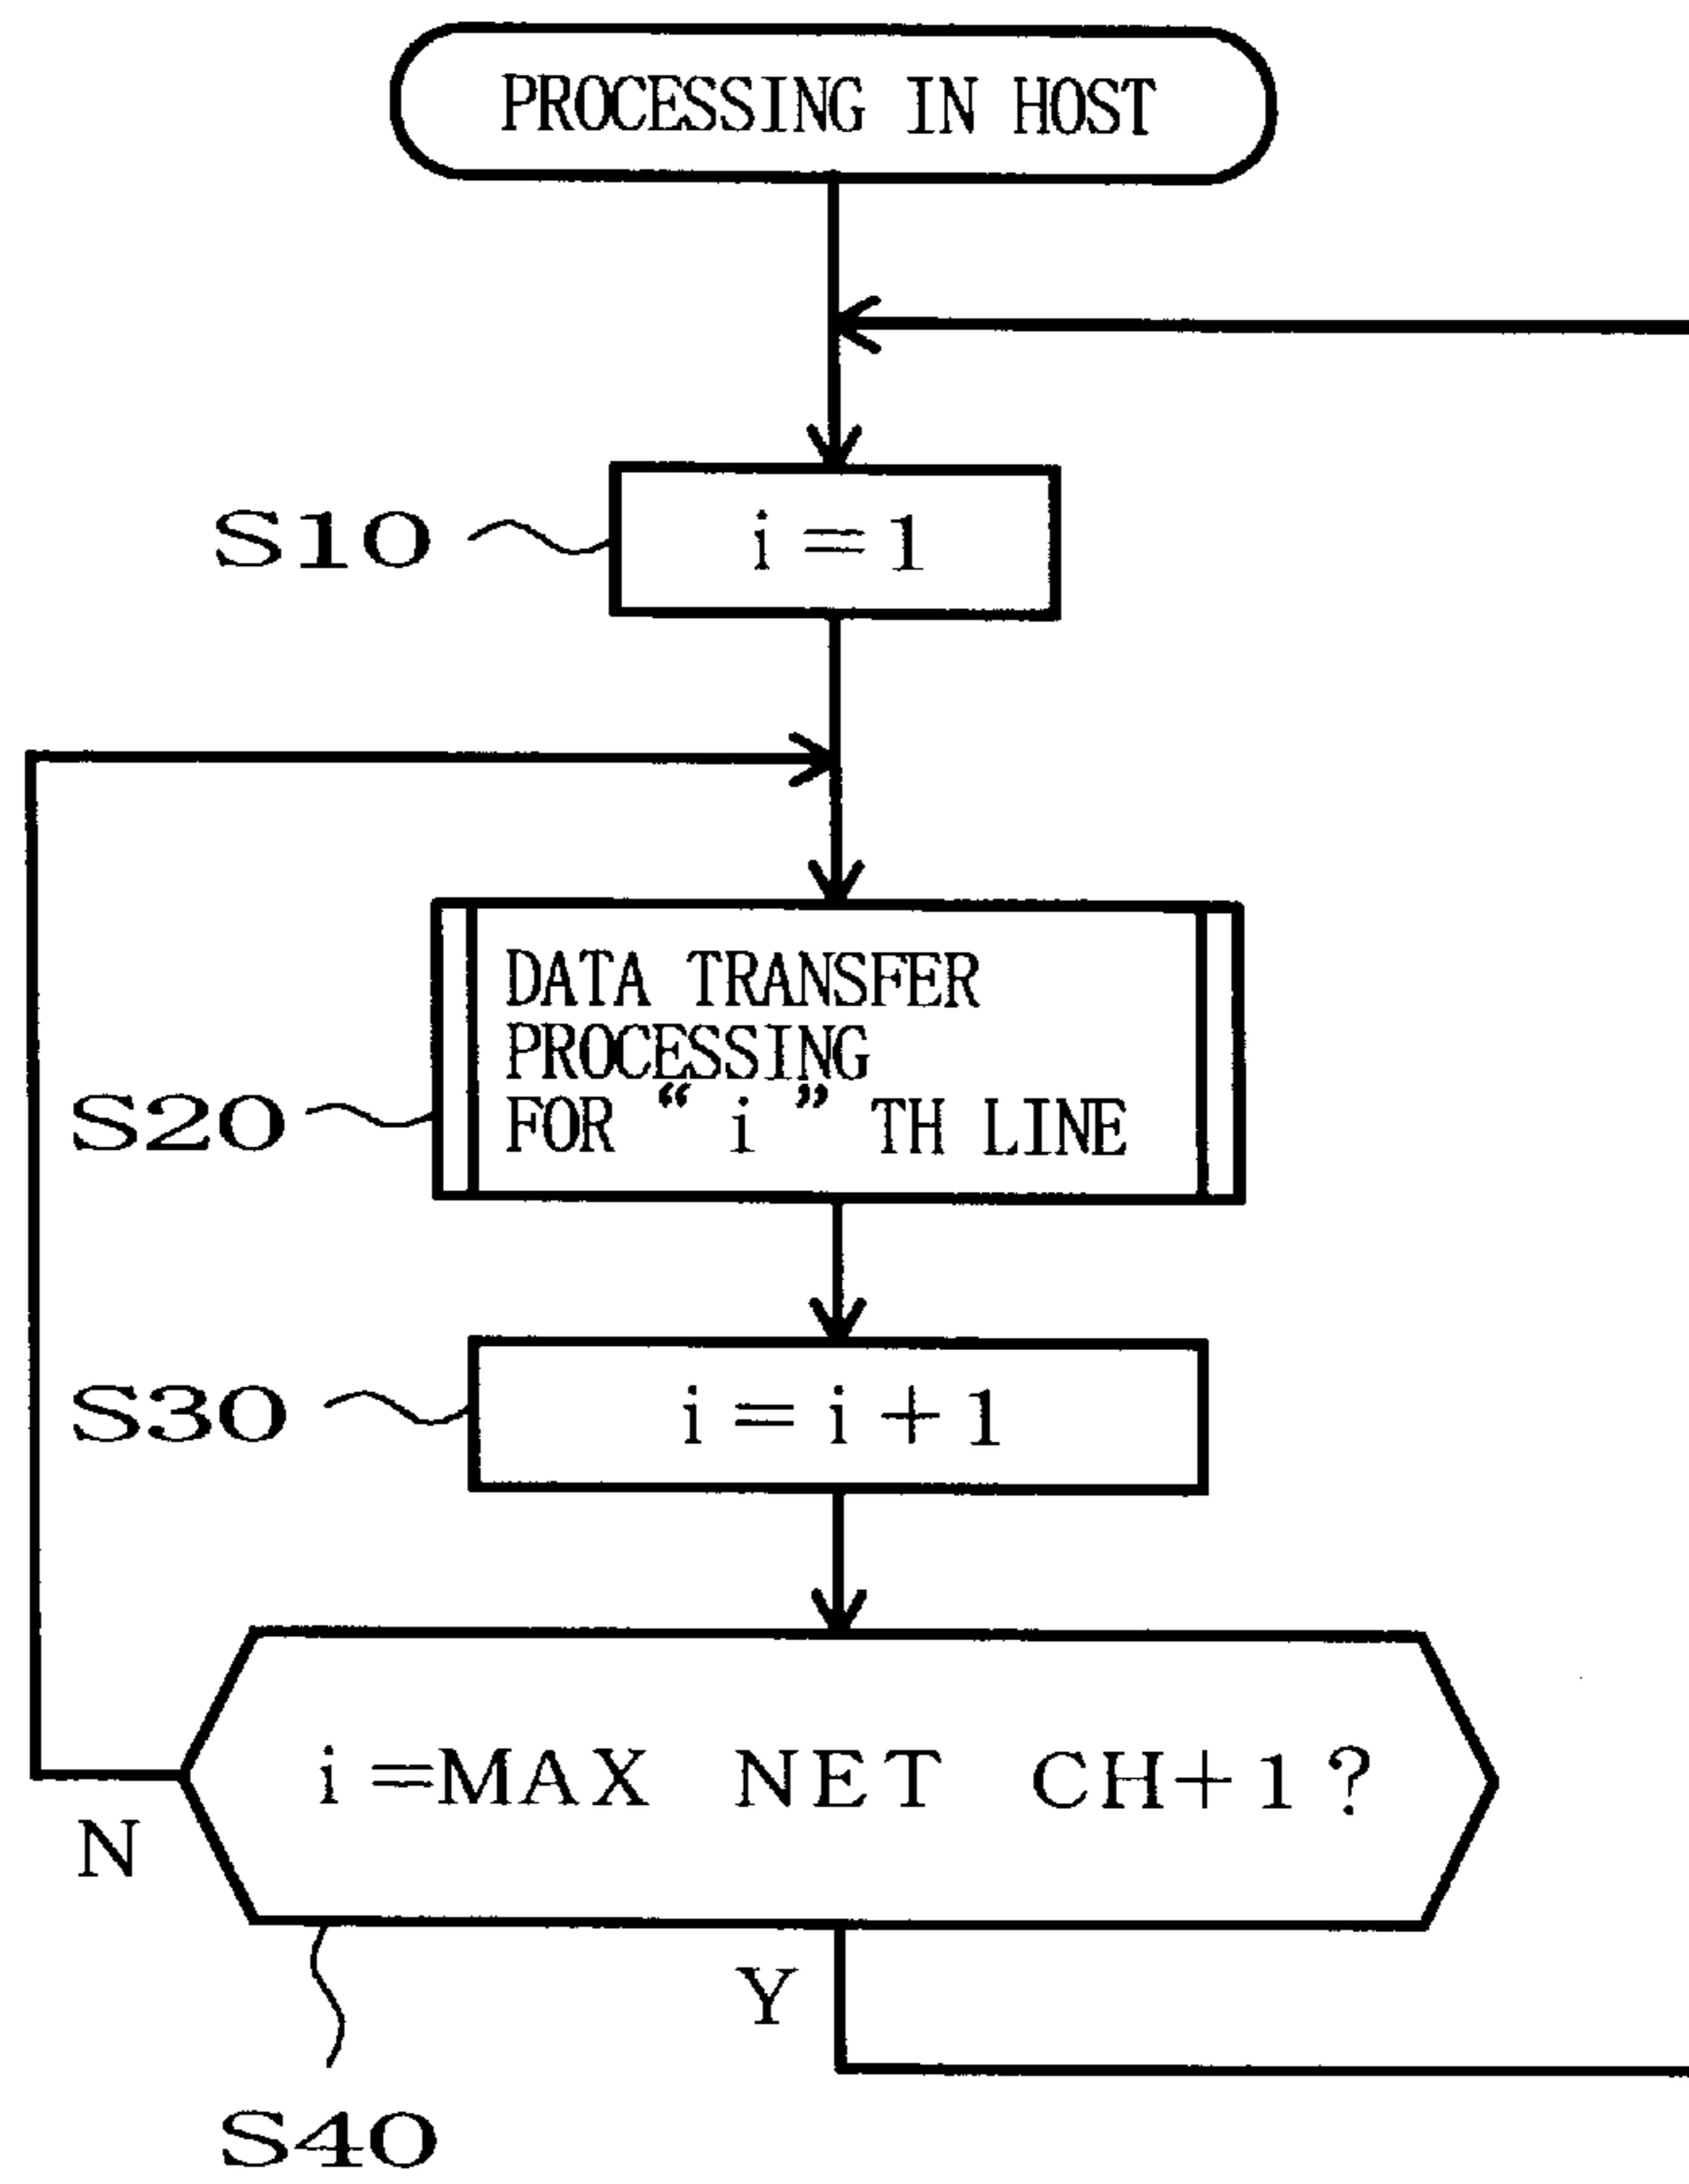 PROCESSING IN HOST
S10
i=1
DATA TRANSFER
PROCESSING
S20
FOR “ i ” TH LINE
S30
i=i+1
i=MAX NET CH+1?
N
Y
S40